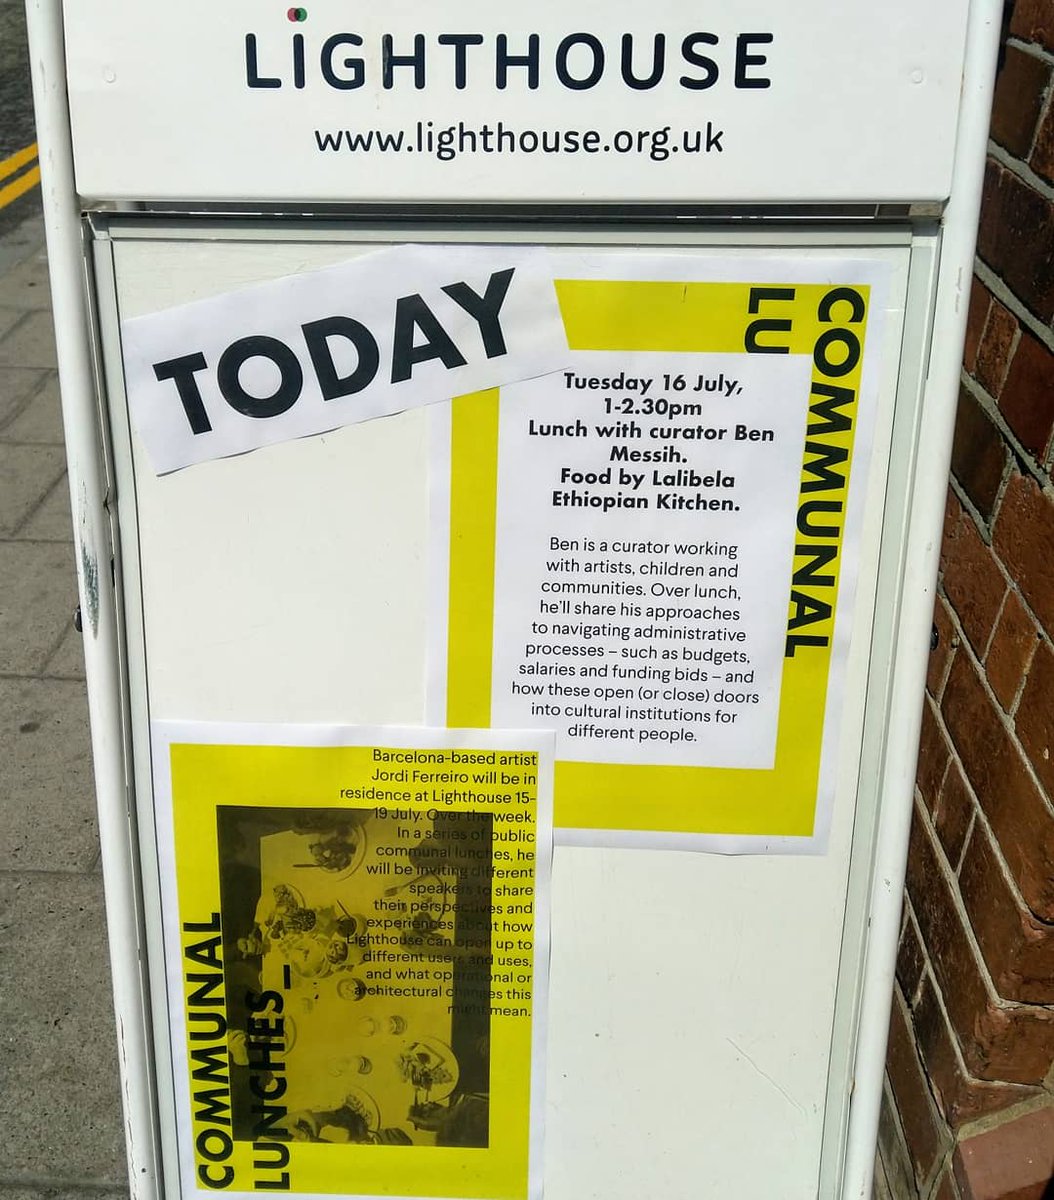 LIGHTHOUSE
www.lighthouse.org.uk
TODAY
COMMUNAL
LU
Tuesday 16 July,
1-2.30pm
Lunch with curator Ben
Messih.
Food by Lalibela
Ethiopian Kitchen.
Ben is a curator working
with artists, children and
communities. Over lunch,
he'll share his approaches
to navigating administrative
processes – such as budgets,
salaries and funding bids – and
how these open (or close) doors
into cultural institutions for
different people.
Barcelona-based artist
Jordi Ferreiro will be in
residence at Lighthouse 15-
19 July. Over the week.
In a series of public
communal lunches, he
will be inviting different
speakers to share
their perspectives and
experiences about how
Lighthouse can open up to
different users and uses,
and what operational or
architectural changes this
might mean.
COMMUNAL
LUNCHES_